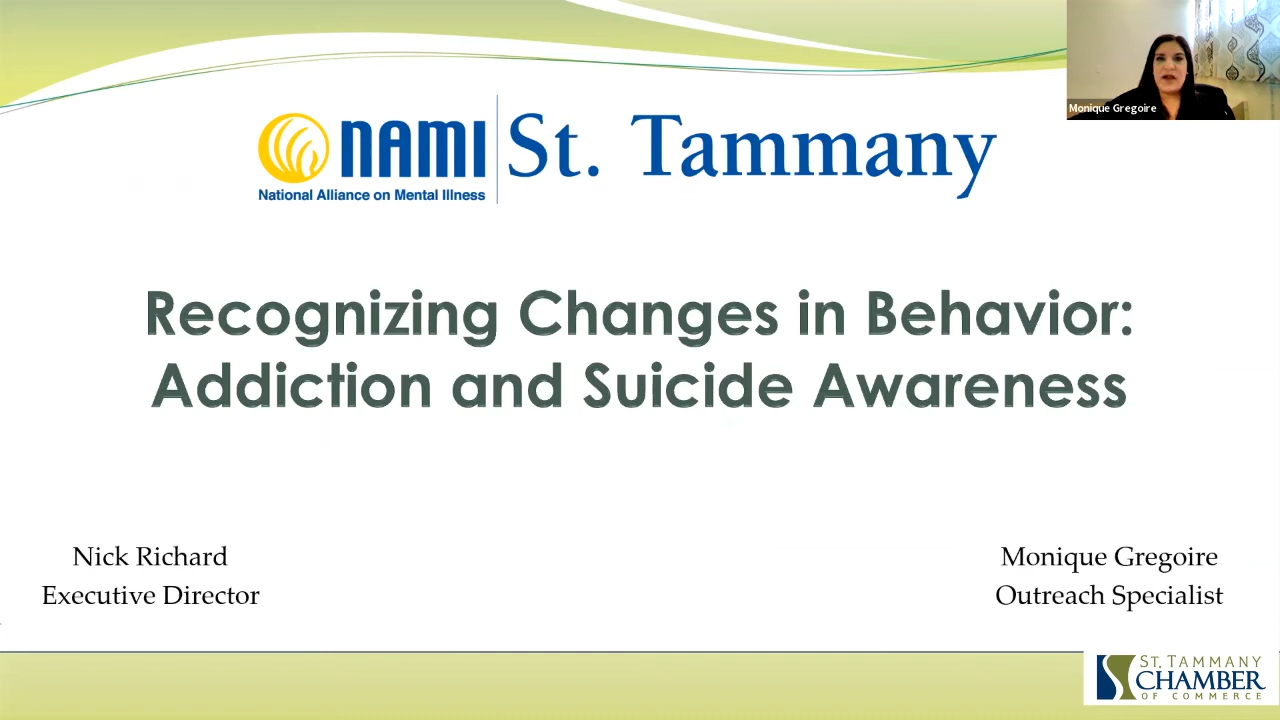 Monique Gregoire
NAMI St. Tammany
National Alliance on Mental Illness
Recognizing Changes in Behavior:
Addiction and Suicide Awareness
Nick Richard
Executive Director
Monique Gregoire
Outreach Specialist
ST. TAMMANY
CHAMBER
OF COMMERCE